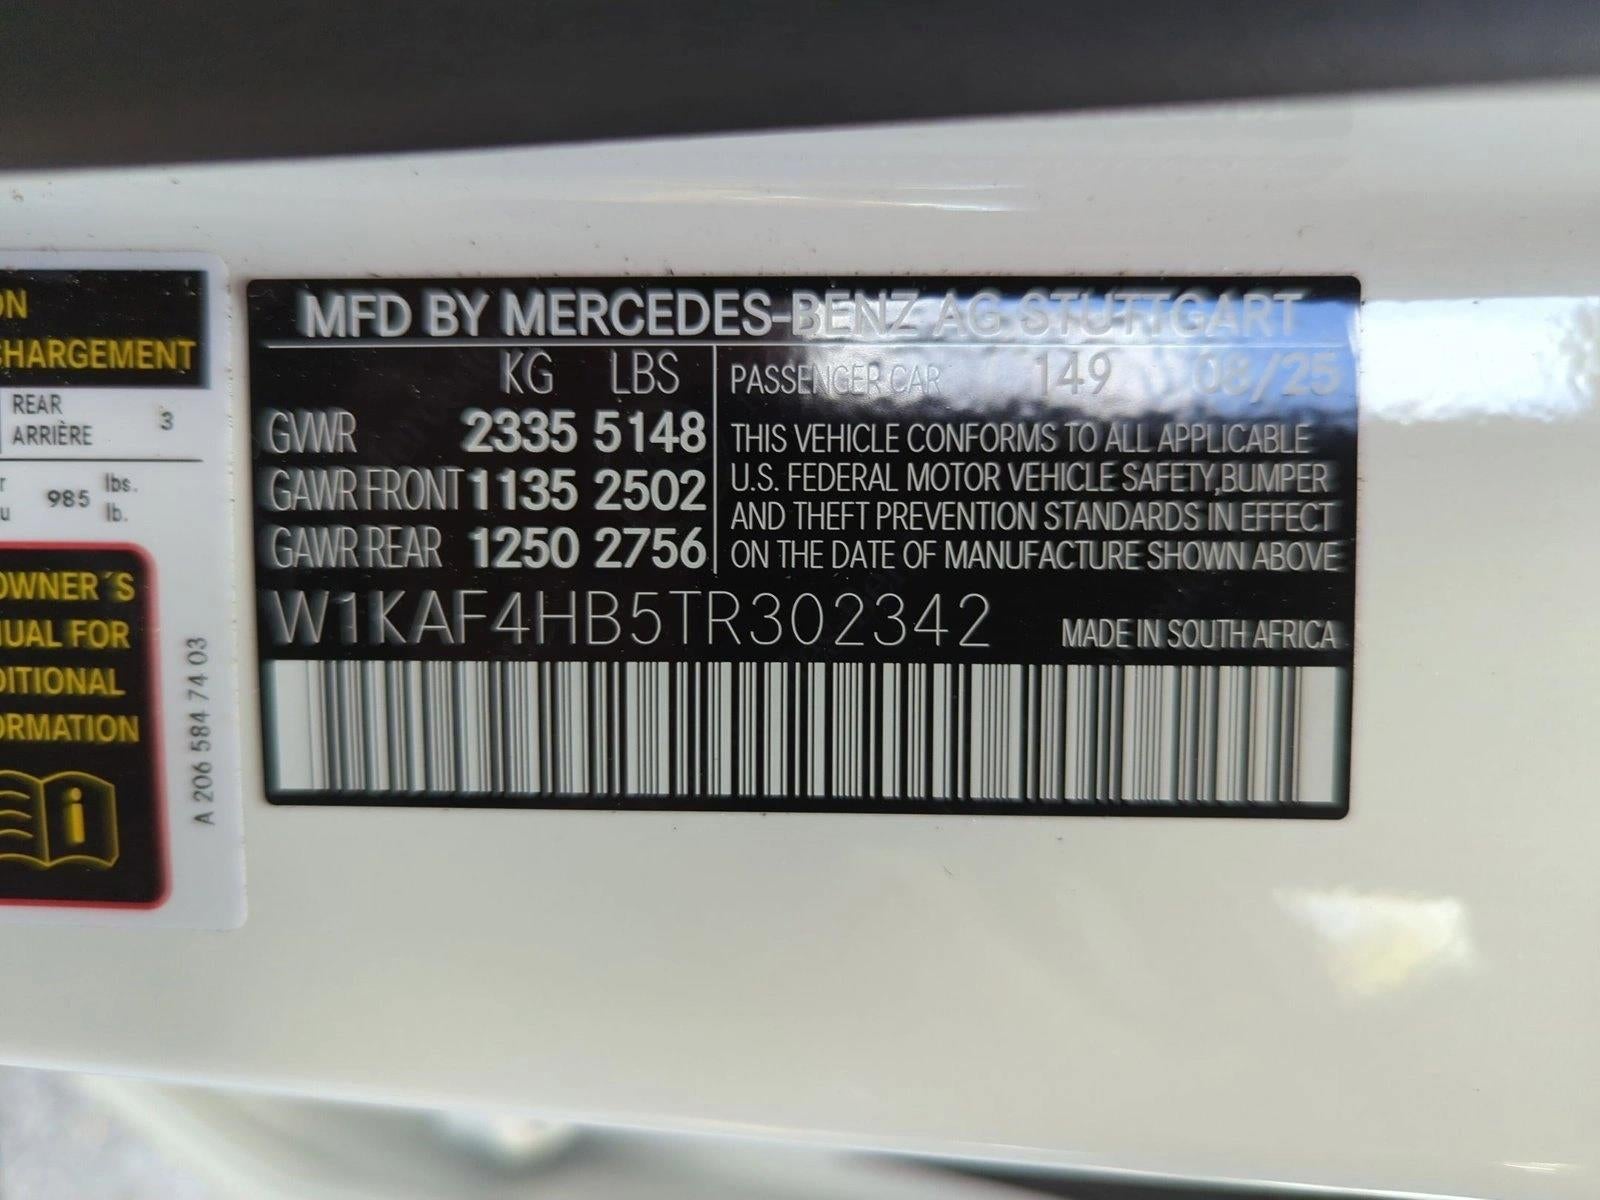 ON
CHARGEMENT
REAR
ARRIÈRE 3
985 lbs.
lb.
OWNER´S
UAL FOR
DITIONAL
ORMATION
i
A 206 584 74 03
MFD BY MERCEDES-BENZ AG STUTTGART
KG LBS
GVWR 2335 5148
GAWR FRONT 1135 2502
GAWR REAR 1250 2756
PASSENGER CAR 149 08/25
THIS VEHICLE CONFORMS TO ALL APPLICABLE
U.S. FEDERAL MOTOR VEHICLE SAFETY,BUMPER
AND THEFT PREVENTION STANDARDS IN EFFECT
ON THE DATE OF MANUFACTURE SHOWN ABOVE
W1KAF4HB5TR302342
MADE IN SOUTH AFRICA